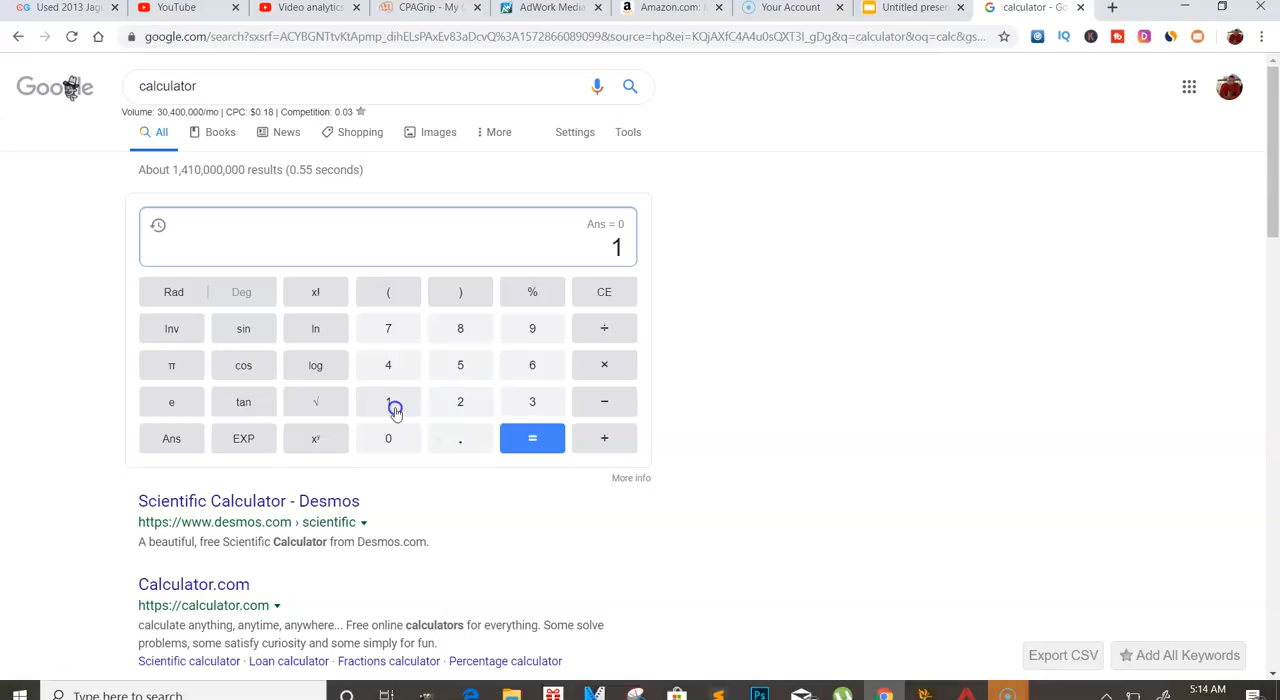 Used 2013 Jagu
YouTube
Video analytics
CPAGrip - My C
AdWork Media
Amazon.com:
Your Account
Untitled presen
calculator - Go
google.com/search?sxsrf=ACYBGNTtvKtApmp_dihELsPAxEv83aDcvQ%3A1572866089099&source=hp&ei=KQjAXfC4A4u0sQXT3I_gDg&q=calculator&oq=calc&gs...
Google
calculator
Volume: 30,400,000/mo | CPC: $0.18 | Competition: 0.03
All Books News Shopping Images More Settings Tools
About 1,410,000,000 results (0.55 seconds)
Ans = 0
1
Rad | Deg x! ( ) % CE
Inv sin ln 7 8 9 ÷
π cos log 4 5 6 ×
e tan √ 1 2 3 −
Ans EXP xʸ 0 . = +
More info
Scientific Calculator - Desmos
https://www.desmos.com › scientific
A beautiful, free Scientific Calculator from Desmos.com.
Calculator.com
https://calculator.com
calculate anything, anytime, anywhere... Free online calculators for everything. Some solve
problems, some satisfy curiosity and some simply for fun.
Scientific calculator · Loan calculator · Fractions calculator · Percentage calculator
Export CSV
Add All Keywords
Type here to search
5:14 AM